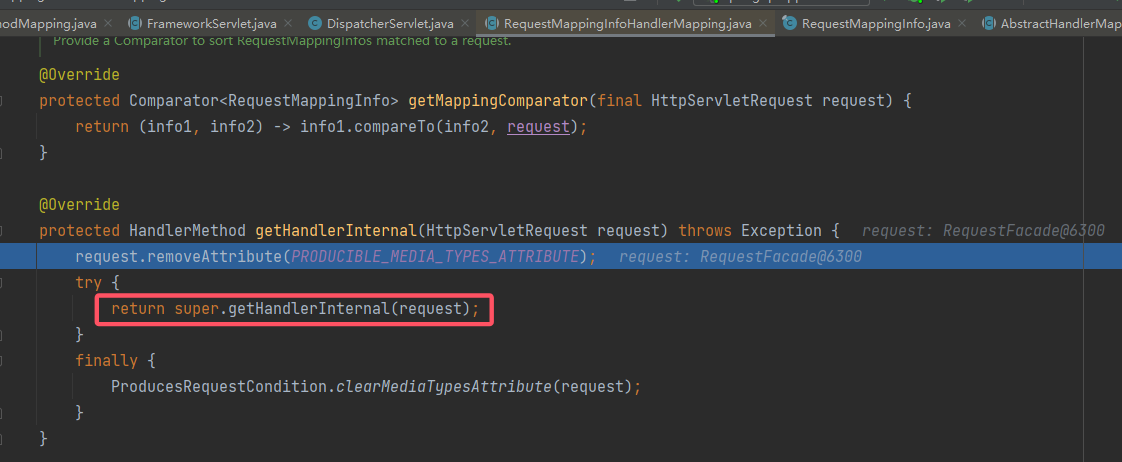 odMapping.java FrameworkServlet.java DispatcherServlet.java RequestMappingInfoHandlerMapping.java RequestMappingInfo.java AbstractHandlerMap
Provide a Comparator to sort RequestMappingInfos matched to a request.
@Override
protected Comparator<RequestMappingInfo> getMappingComparator(final HttpServletRequest request) {
return (info1, info2) -> info1.compareTo(info2, request);
}
@Override
protected HandlerMethod getHandlerInternal(HttpServletRequest request) throws Exception { request: RequestFacade@6300
request.removeAttribute(PRODUCIBLE_MEDIA_TYPES_ATTRIBUTE); request: RequestFacade@6300
try {
return super.getHandlerInternal(request);
}
finally {
ProducesRequestCondition.clearMediaTypesAttribute(request);
}
}